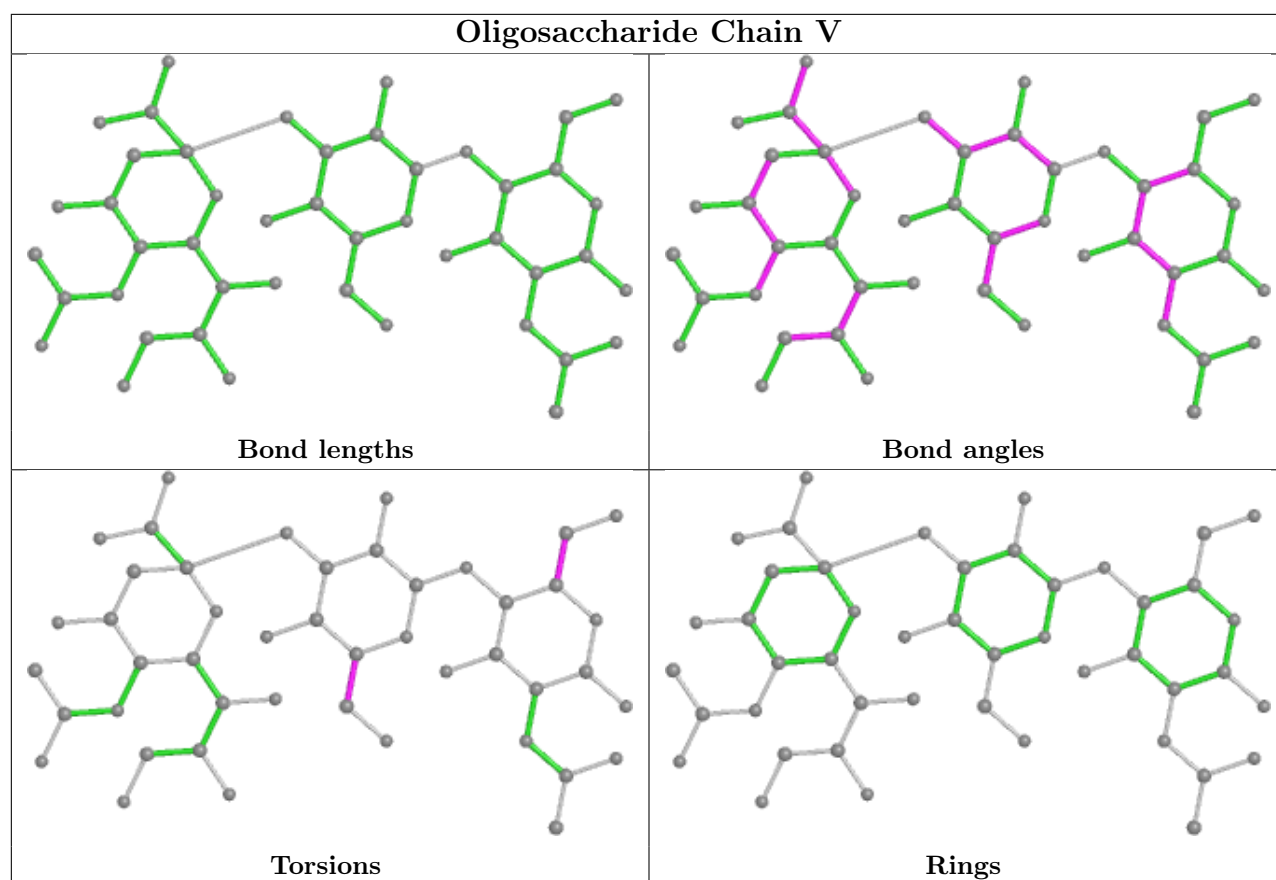 Oligosaccharide Chain V
Bond lengths
Bond angles
Torsions
Rings